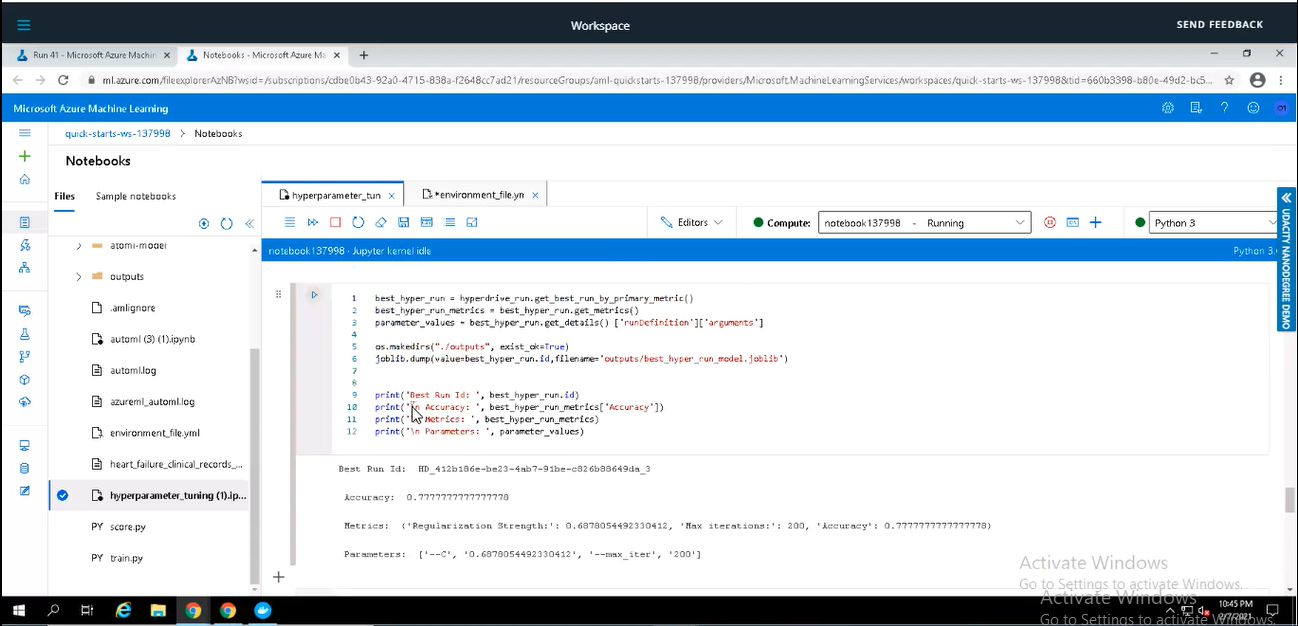 Workspace
SEND FEEDBACK
Run 41 - Microsoft Azure Machin
Notebooks - Microsoft Azure Ma
ml.azure.com/fileexplorerAzNB?wsid=/subscriptions/cdbe0b43-92a0-4715-838a-f2648cc7ad21/resourceGroups/aml-quickstarts-137998/providers/Microsoft.MachineLearningServices/workspaces/quick-starts-ws-137998&tid=660b3398-b80e-49d2-bc5...
Microsoft Azure Machine Learning
quick-starts-ws-137998 > Notebooks
Notebooks
Files
Sample notebooks
hyperparameter_tun
*environment_file.yn
Editors
Compute:
notebook137998 - Running
Python 3
notebook137998 · Jupyter kernel idle
Python 3.
UDACITY NANODEGREE DEMO
outputs
.amlignore
automl (3) (1).ipynb
automl.log
azureml_automl.log
environment_file.yml
heart_failure_clinical_records_...
hyperparameter_tuning (1).ip...
PY score.py
PY train.py
1 best_hyper_run = hyperdrive_run.get_best_run_by_primary_metric()
2 best_hyper_run_metrics = best_hyper_run.get_metrics()
3 parameter_values = best_hyper_run.get_details() ['runDefinition']['arguments']
4
5 os.makedirs("./outputs", exist_ok=True)
6 joblib.dump(value=best_hyper_run.id,filename='outputs/best_hyper_run_model.joblib')
7
8
9 print('Best Run Id: ', best_hyper_run.id)
10 print('\n Accuracy: ', best_hyper_run_metrics['Accuracy'])
11 print(' Metrics: ', best_hyper_run_metrics)
12 print('\n Parameters: ', parameter_values)
Best Run Id: HD_412b186e-be23-4ab7-91be-c826b88649da_3
Accuracy: 0.7777777777777778
Metrics: {'Regularization Strength:': 0.6878054492330412, 'Max iterations:': 200, 'Accuracy': 0.7777777777777778}
Parameters: ['--C', '0.6878054492330412', '--max_iter', '200']
Activate Windows
Go to Settings to activate Windows.
Activate Windows
Go to Settings to activate Windows.
10:45 PM
2/7/2021